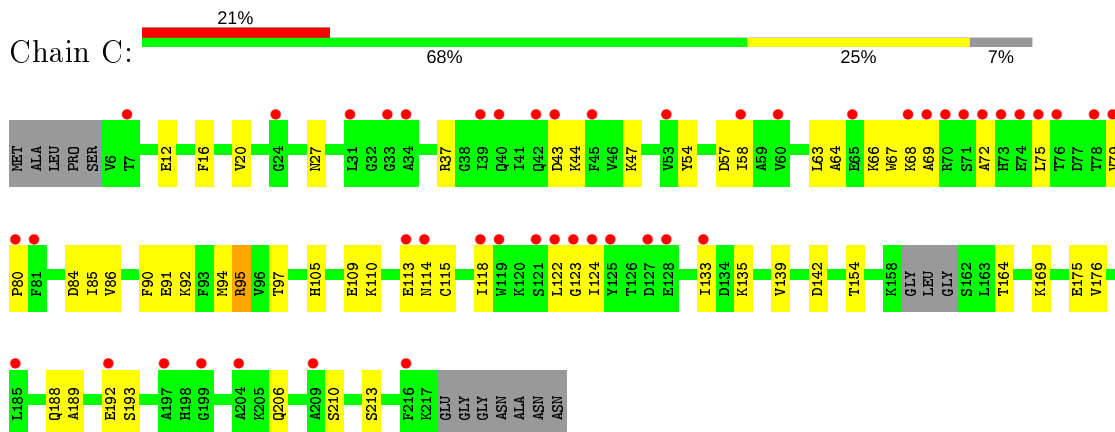 21%
Chain C:
68% 25% 7%
MET ALA LEU PRO SER V6 T7 E12 F16 V20 G24 N27 L31 G32 G33 A34 R37 G38 I39 Q40 I41 Q42 D43 K44 F45 V46 K47 V53 Y54 D57 I58 A59 V60 L63 A64 E65 K66 W67 K68 A69 R70 S71 A72 H73 E74 L75 T76 D77 T78 V79
P80 F81 D84 I85 V86 F90 E91 K92 F93 M94 R95 V96 T97 H105 E109 K110 E113 N114 C115 I118 W119 K120 S121 L122 G123 I124 Y125 T126 D127 E128 I133 D134 K135 V139 D142 T154 K158 GLY LEU GLY S162 L163 T164 K169 E175 V176
L185 Q188 A189 E192 S193 A197 H198 G199 A204 K205 Q206 A209 S210 S213 F216 K217 GLU GLY GLY ASN ALA ASN ASN